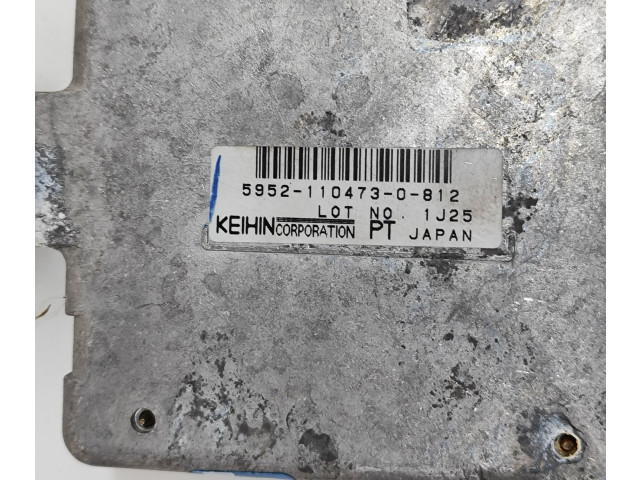 5952-110473-0-812
LOT NO. 1J25
KEIHIN CORPORATION PT JAPAN